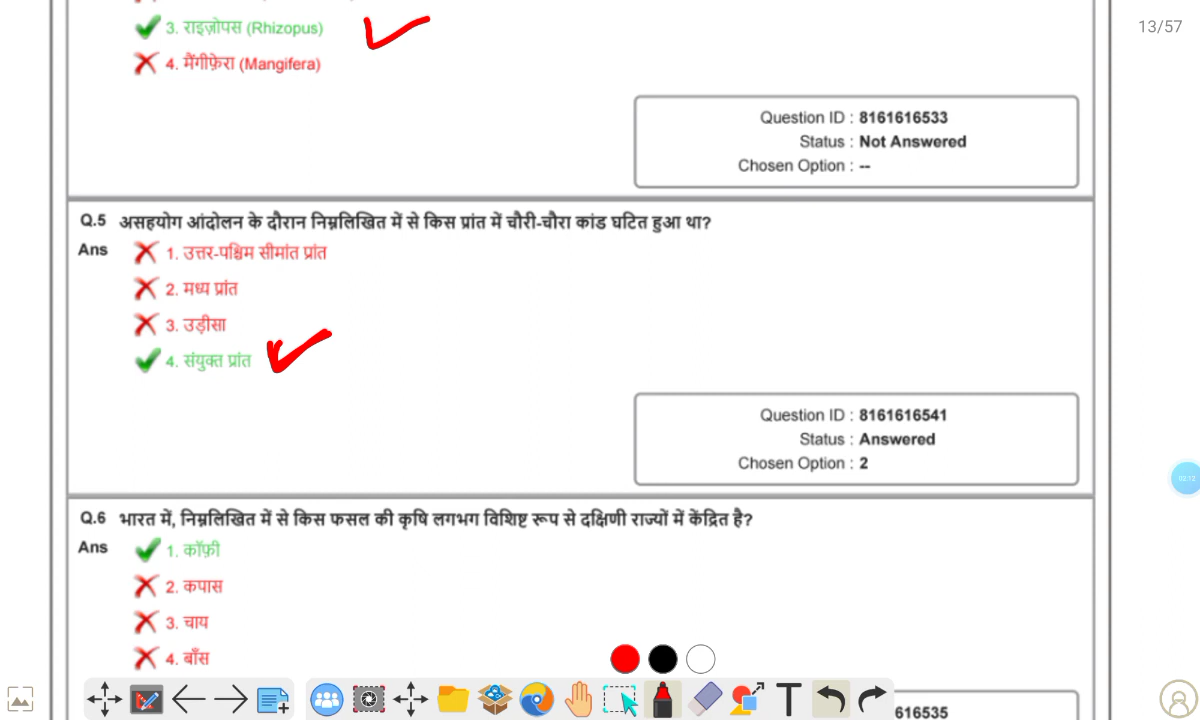 3. राइज़ोपस (Rhizopus)
4. मैंगीफ़ेरा (Mangifera)
13/57
Question ID : 8161616533
Status : Not Answered
Chosen Option : --
Q.5 असहयोग आंदोलन के दौरान निम्नलिखित में से किस प्रांत में चौरी-चौरा कांड घटित हुआ था?
Ans 1. उत्तर-पश्चिम सीमांत प्रांत
2. मध्य प्रांत
3. उड़ीसा
4. संयुक्त प्रांत
Question ID : 8161616541
Status : Answered
Chosen Option : 2
Q.6 भारत में, निम्नलिखित में से किस फसल की कृषि लगभग विशिष्ट रूप से दक्षिणी राज्यों में केंद्रित है?
Ans 1. कॉफ़ी
2. कपास
3. चाय
4. बाँस
T
616535